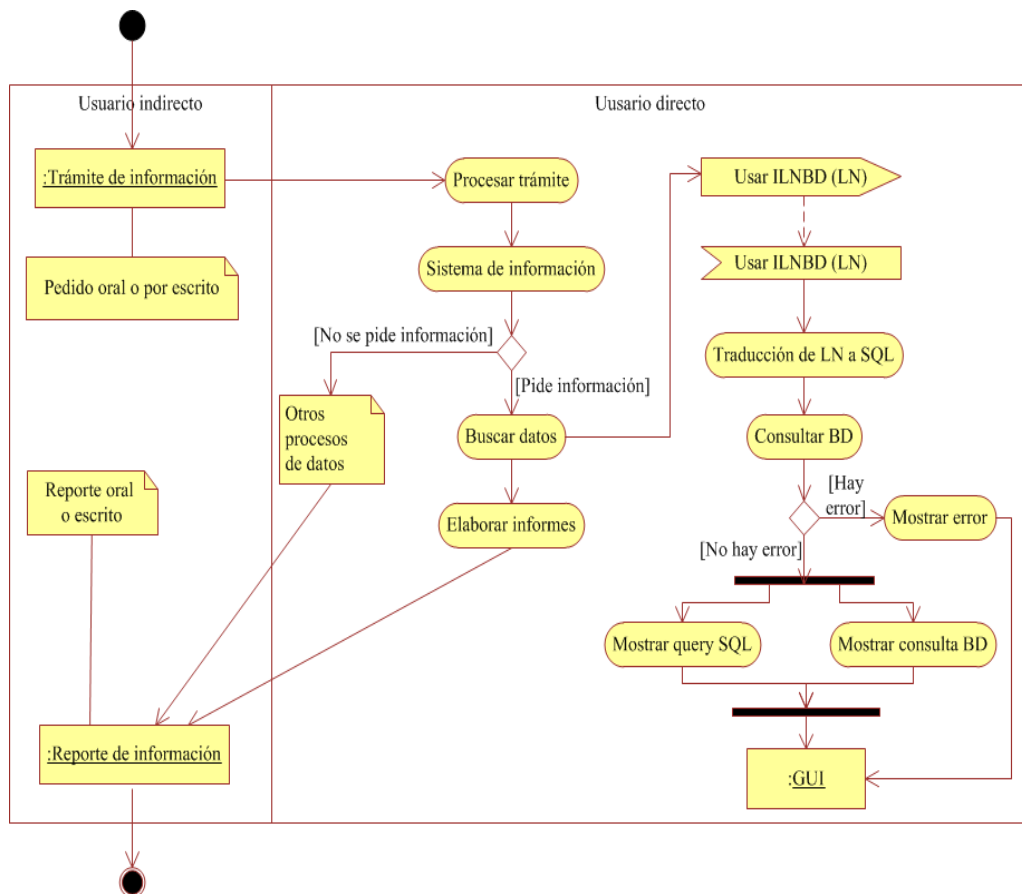 Usuario indirecto
Uusario directo
:Trámite de información
Procesar trámite
Usar ILNBD (LN)
Pedido oral o por escrito
Sistema de información
Usar ILNBD (LN)
[No se pide información]
Traducción de LN a SQL
[Pide información]
Otros
procesos
de datos
Buscar datos
Consultar BD
Reporte oral
o escrito
Elaborar informes
[Hay
error]
Mostrar error
[No hay error]
Mostrar query SQL
Mostrar consulta BD
:Reporte de información
:GUI